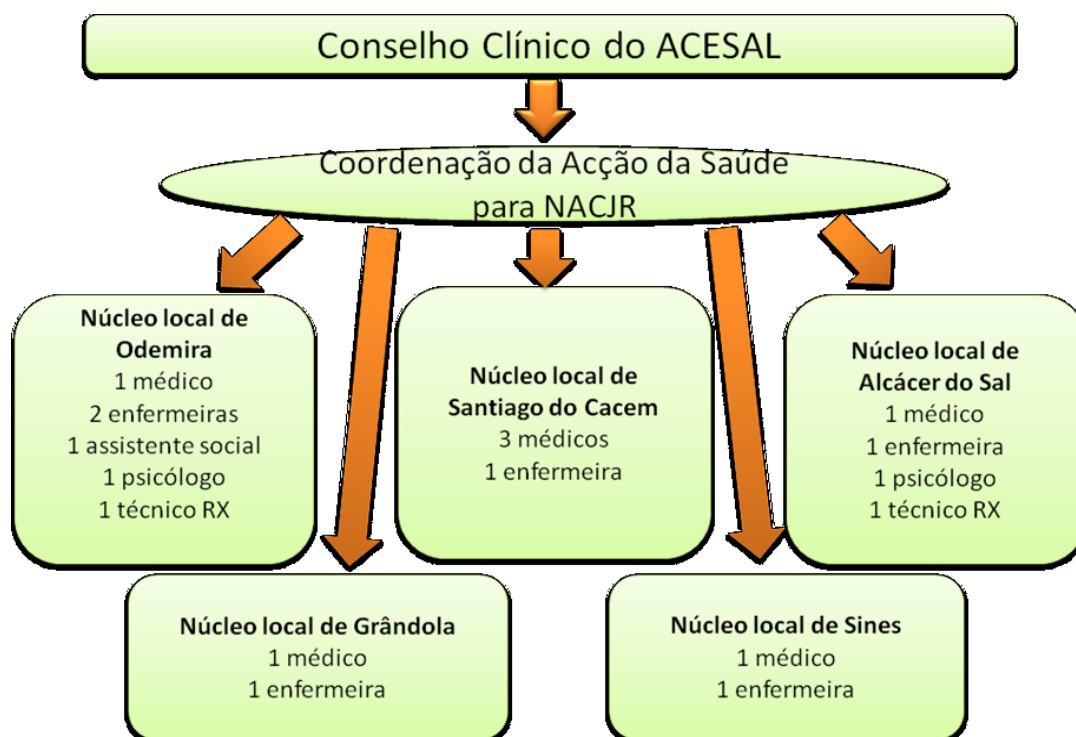 Conselho Clínico do ACESAL
Coordenação da Acção da Saúde
para NACJR
Núcleo local de
Odemira
1 médico
2 enfermeiras
1 assistente social
1 psicólogo
1 técnico RX
Núcleo local de
Santiago do Cacem
3 médicos
1 enfermeira
Núcleo local de
Alcácer do Sal
1 médico
1 enfermeira
1 psicólogo
1 técnico RX
Núcleo local de Grândola
1 médico
1 enfermeira
Núcleo local de Sines
1 médico
1 enfermeira